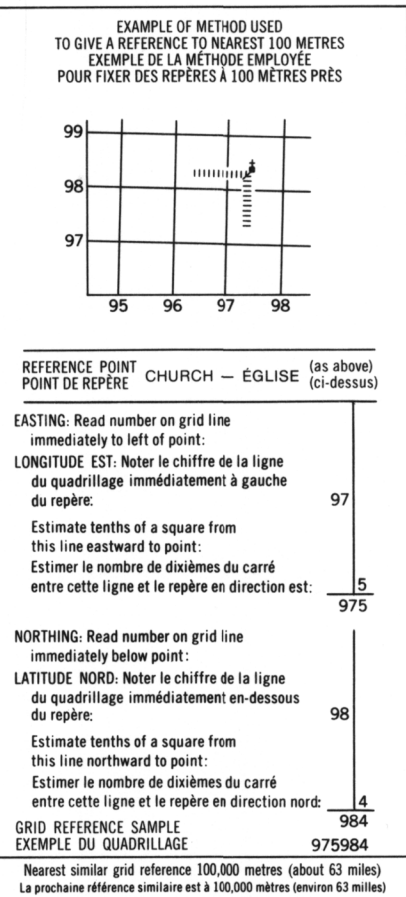 EXAMPLE OF METHOD USED
TO GIVE A REFERENCE TO NEAREST 100 METRES
EXEMPLE DE LA MÉTHODE EMPLOYÉE
POUR FIXER DES REPÈRES À 100 MÈTRES PRÈS
99
98
97
95 96 97 98
REFERENCE POINT
POINT DE REPÈRE
CHURCH — ÉGLISE
(as above)
(ci-dessus)
EASTING: Read number on grid line
immediately to left of point:
LONGITUDE EST: Noter le chiffre de la ligne
du quadrillage immédiatement à gauche
du repère: 97
Estimate tenths of a square from
this line eastward to point:
Estimer le nombre de dixièmes du carré
entre cette ligne et le repère en direction est: 5
975
NORTHING: Read number on grid line
immediately below point:
LATITUDE NORD: Noter le chiffre de la ligne
du quadrillage immédiatement en-dessous
du repère: 98
Estimate tenths of a square from
this line northward to point:
Estimer le nombre de dixièmes du carré
entre cette ligne et le repère en direction nord: 4
GRID REFERENCE SAMPLE 984
EXEMPLE DU QUADRILLAGE 975984
Nearest similar grid reference 100,000 metres (about 63 miles)
La prochaine référence similaire est à 100,000 mètres (environ 63 milles)